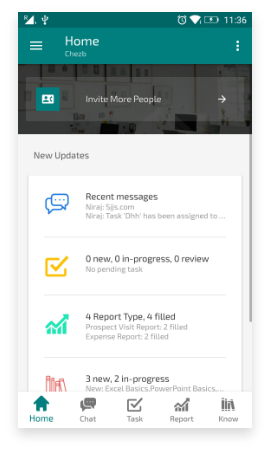 11:36
Home
Chezb
Invite More People
New Updates
Recent messages
Niraj: Sjjs.com
Niraj: Task 'Ohh' has been assigned to ...
0 new, 0 in-progress, 0 review
No pending task
4 Report Type, 4 filled
Prospect Visit Report: 2 filled
Expense Report: 2 filled
3 new, 2 in-progress
New: Excel Basics,PowerPoint Basics,...
Home Chat Task Report Know